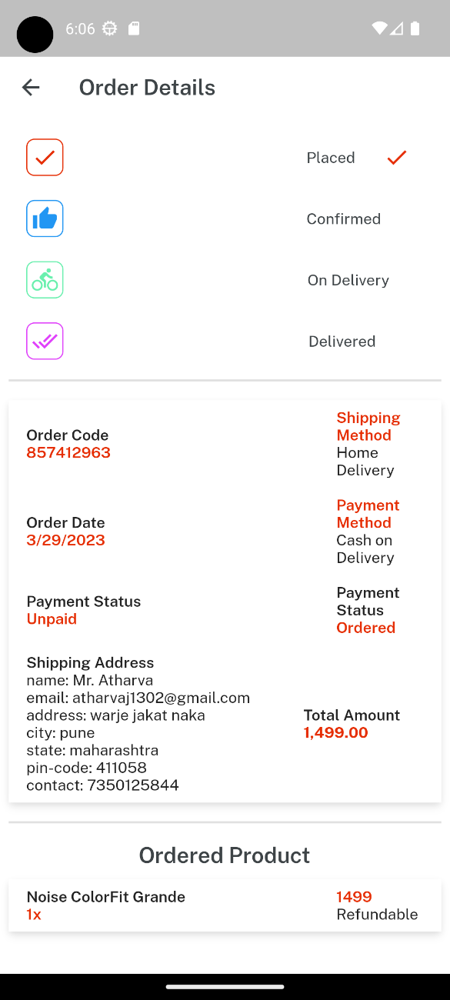 6:06
Order Details
Placed
Confirmed
On Delivery
Delivered
Order Code
857412963
Shipping
Method
Home
Delivery
Order Date
3/29/2023
Payment
Method
Cash on
Delivery
Payment Status
Unpaid
Payment
Status
Ordered
Shipping Address
name: Mr. Atharva
email: atharvaj1302@gmail.com
address: warje jakat naka
city: pune
state: maharashtra
pin-code: 411058
contact: 7350125844
Total Amount
1,499.00
Ordered Product
Noise ColorFit Grande
1x
1499
Refundable